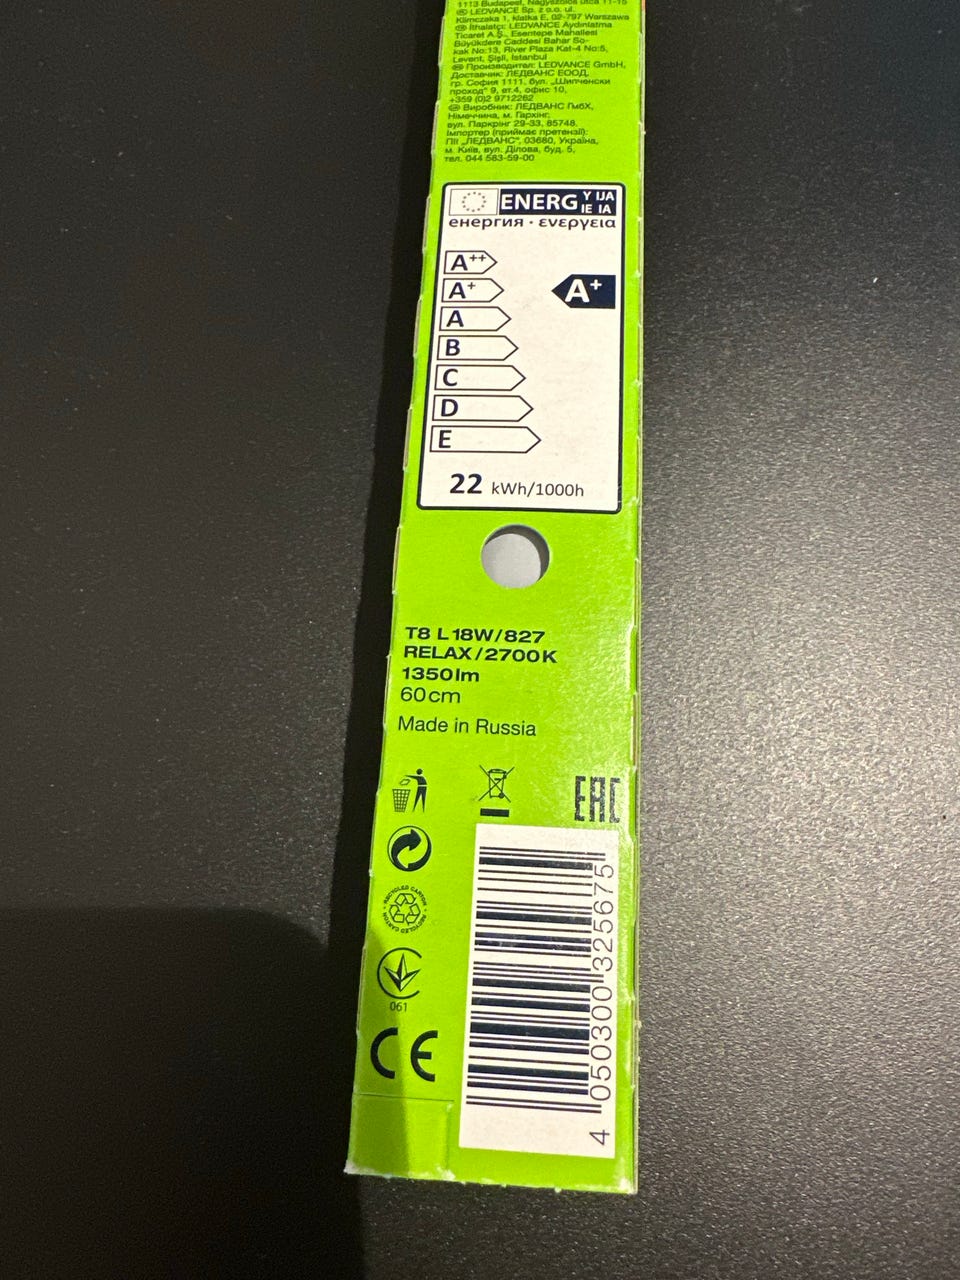 1113 Budapest, Nagyszőlős utca 11-15
LEDVANCE Sp. z o.o. ul.
Klimczaka 1, klatka E, 02-797 Warszawa
İthalatçı: LEDVANCE Aydınlatma
Ticaret A.Ş., Esentepe Mahallesi
Büyükdere Caddesi Bahar So-
kak No:13, River Plaza Kat-4 No:5,
Levent, Şişli, İstanbul
Производител: LEDVANCE GmbH,
Доставчик: ЛЕДВАНС ЕООД,
гр. София 1111, бул. „Шипченски
проход" 9, ет.4, офис 10,
+359 (0)2 9712262
Виробник: ЛЕДВАНС ГмбХ,
Німеччина, м. Гархінг,
вул. Паркрінг 29-33, 85748.
Імпортер (приймає претензії):
ПІІ „ЛЕДВАНС", 03680, Україна,
м. Київ, вул. Ділова, буд. 5,
тел. 044 583-59-00
ENERG Y IJA
IE IA
енергия · ενεργεια
A++
A+ A+
A
B
C
D
E
22 kWh/1000h
T8 L 18W/827
RELAX/2700K
1350lm
60cm
Made in Russia
EAC
RECYCLED CARTON • RECYCLED CARTON
061
CE
4 050300 325675